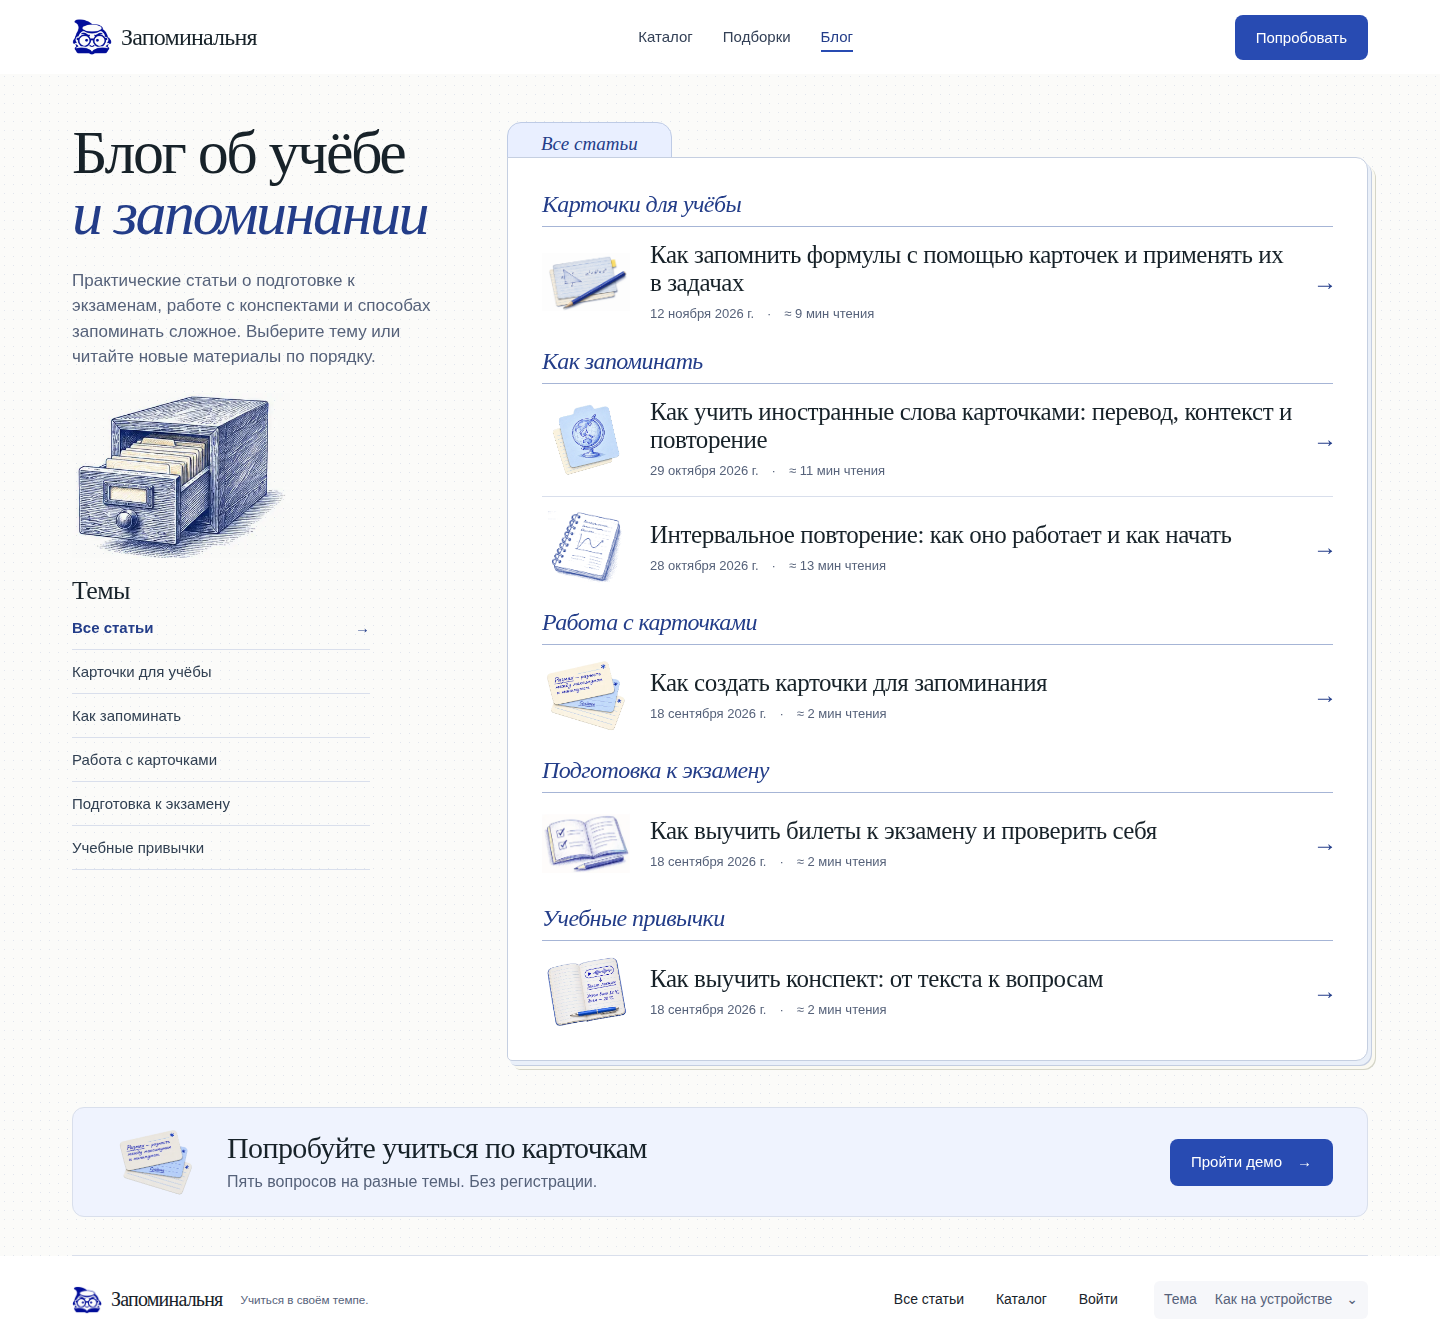 Запоминальня
Каталог
Подборки
Блог
Попробовать
Блог об учёбе
и запоминании
Практические статьи о подготовке к
экзаменам, работе с конспектами и способах
запоминать сложное. Выберите тему или
читайте новые материалы по порядку.
Темы
Все статьи →
Карточки для учёбы
Как запоминать
Работа с карточками
Подготовка к экзамену
Учебные привычки
Все статьи
Карточки для учёбы
Как запомнить формулы с помощью карточек и применять их
в задачах
12 ноября 2026 г. · ≈ 9 мин чтения
→
Как запоминать
Как учить иностранные слова карточками: перевод, контекст и
повторение
29 октября 2026 г. · ≈ 11 мин чтения
→
Интервальное повторение: как оно работает и как начать
28 октября 2026 г. · ≈ 13 мин чтения
→
Работа с карточками
Как создать карточки для запоминания
18 сентября 2026 г. · ≈ 2 мин чтения
→
Подготовка к экзамену
Как выучить билеты к экзамену и проверить себя
18 сентября 2026 г. · ≈ 2 мин чтения
→
Учебные привычки
Как выучить конспект: от текста к вопросам
18 сентября 2026 г. · ≈ 2 мин чтения
→
Попробуйте учиться по карточкам
Пять вопросов на разные темы. Без регистрации.
Пройти демо →
Запоминальня
Учиться в своём темпе.
Все статьи
Каталог
Войти
Тема Как на устройстве